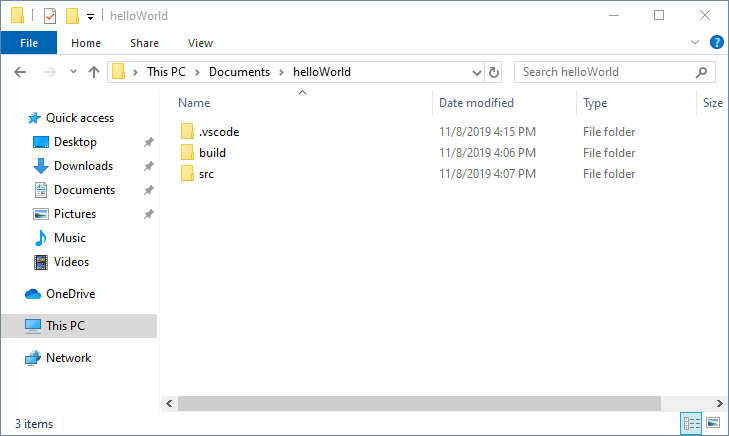 helloWorld
File Home Share View
This PC Documents helloWorld Search helloWorld
Name Date modified Type Size
.vscode 11/8/2019 4:15 PM File folder
build 11/8/2019 4:06 PM File folder
src 11/8/2019 4:07 PM File folder
Quick access
Desktop
Downloads
Documents
Pictures
Music
Videos
OneDrive
This PC
Network
3 items